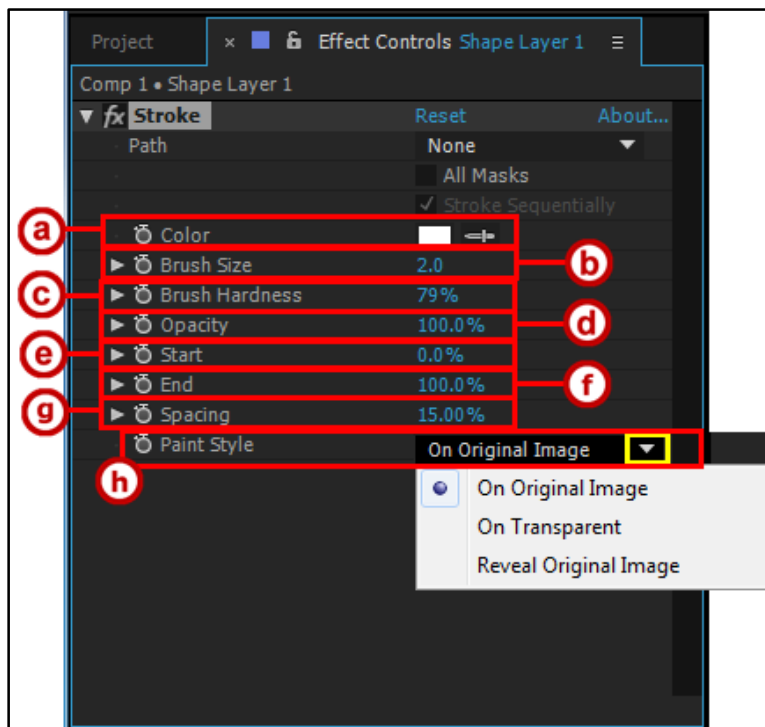 Project × Effect Controls Shape Layer 1
Comp 1 • Shape Layer 1
fx Stroke Reset About...
Path None
All Masks
Stroke Sequentially
a Color
Brush Size 2.0 b
c Brush Hardness 79%
Opacity 100.0% d
e Start 0.0%
End 100.0% f
g Spacing 15.00%
Paint Style On Original Image
h
On Original Image
On Transparent
Reveal Original Image